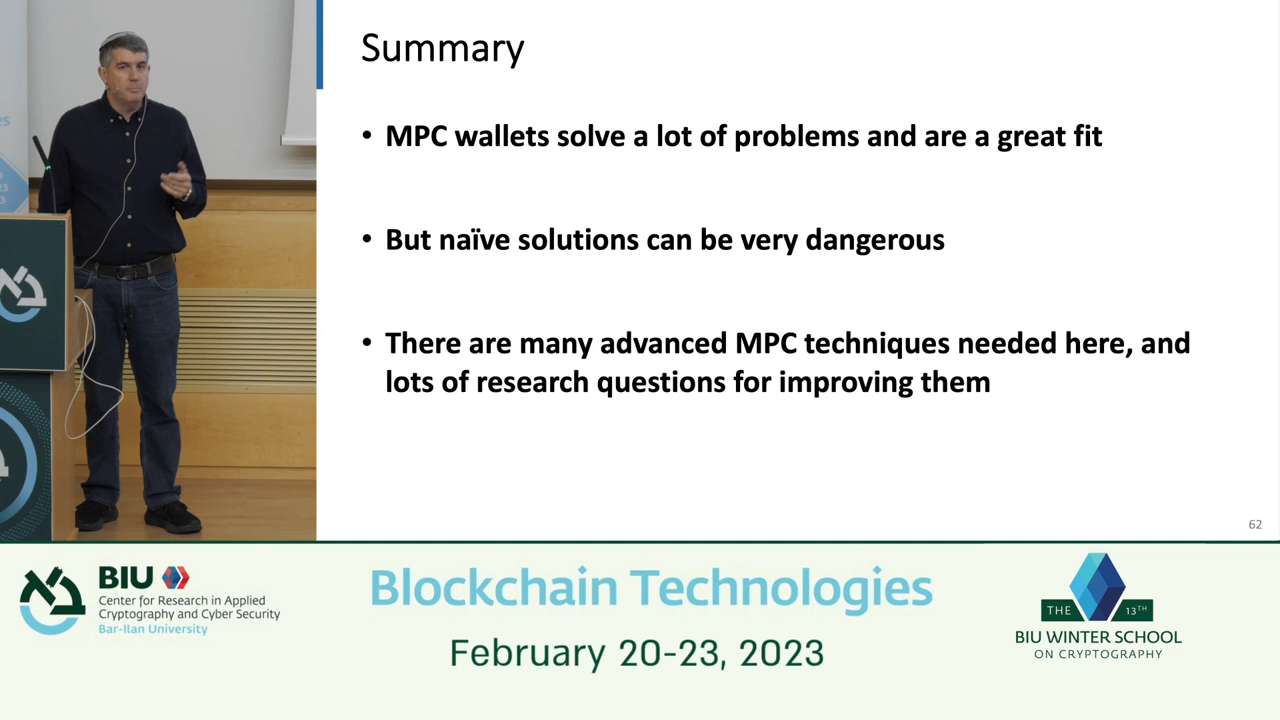 Summary
• MPC wallets solve a lot of problems and are a great fit
• But naïve solutions can be very dangerous
• There are many advanced MPC techniques needed here, and
lots of research questions for improving them
62
BIU
Center for Research in Applied
Cryptography and Cyber Security
Bar-Ilan University
Blockchain Technologies
February 20-23, 2023
THE 13TH
BIU WINTER SCHOOL
ON CRYPTOGRAPHY